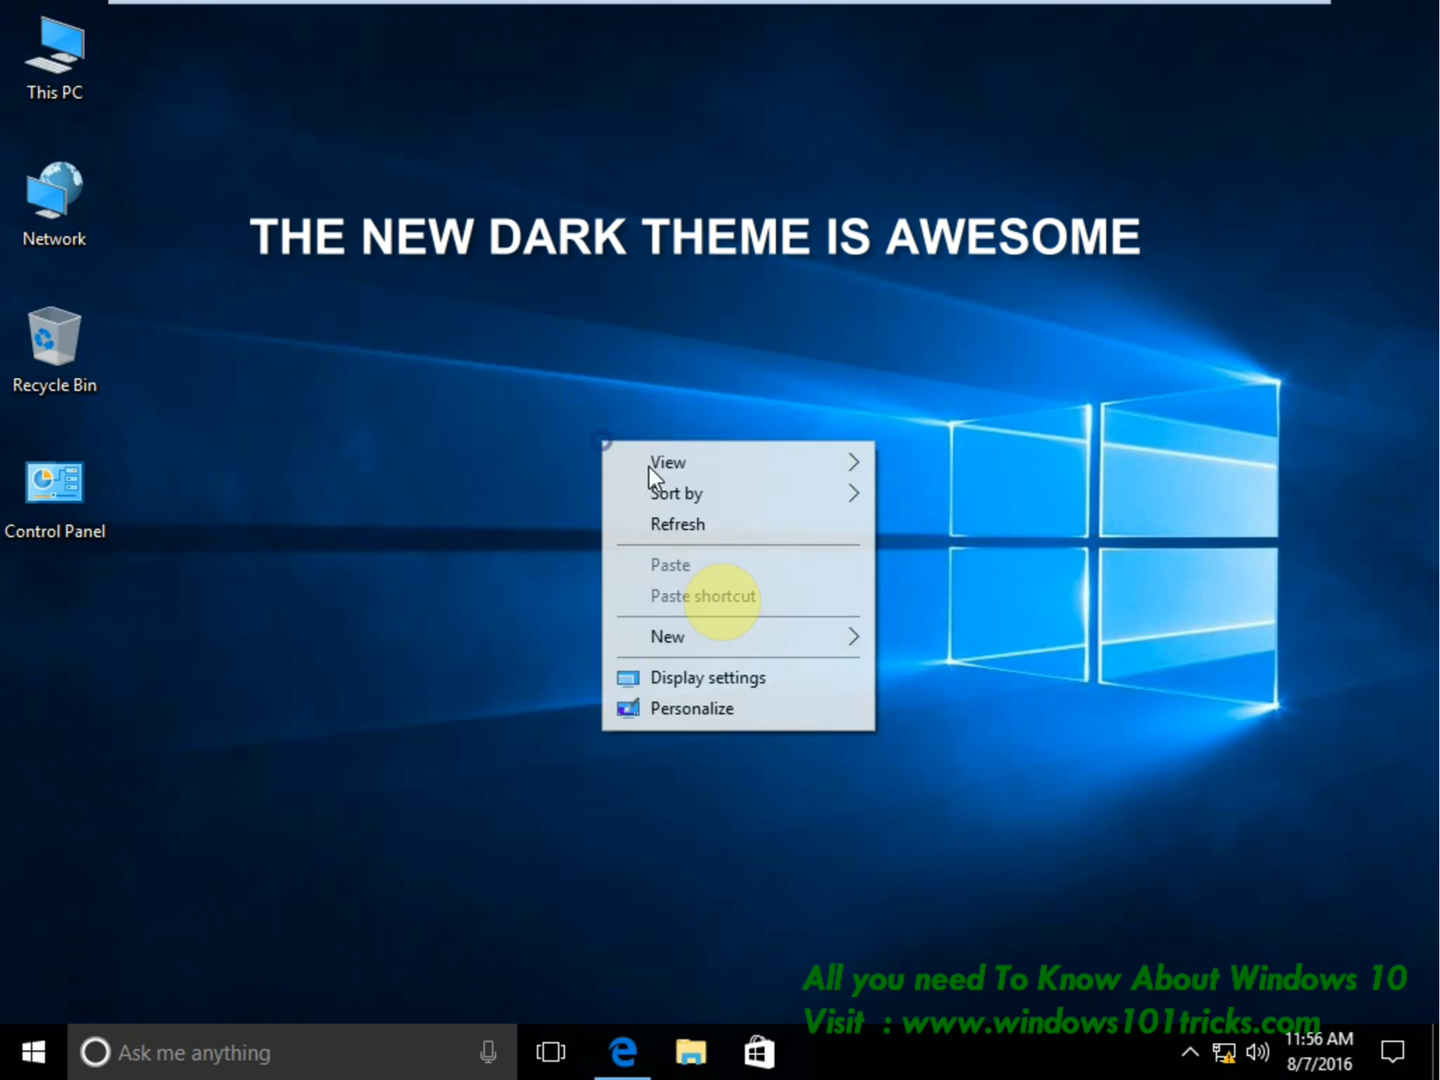 This PC
Network
Recycle Bin
Control Panel
THE NEW DARK THEME IS AWESOME
View
Sort by
Refresh
Paste
Paste shortcut
New
Display settings
Personalize
All you need To Know About Windows 10
Visit : www.windows101tricks.com
Ask me anything
11:56 AM
8/7/2016